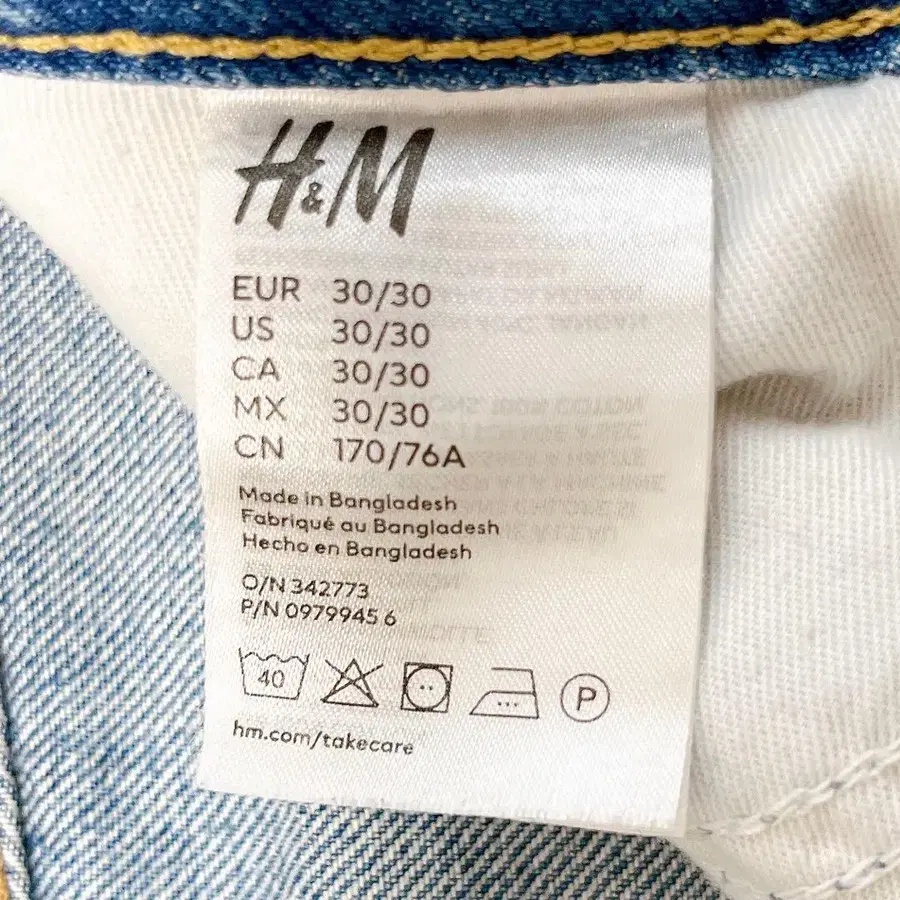 H&M
EUR 30/30
US 30/30
CA 30/30
MX 30/30
CN 170/76A
Made in Bangladesh
Fabriqué au Bangladesh
Hecho en Bangladesh
O/N 342773
P/N 0979945 6
40
P
hm.com/takecare